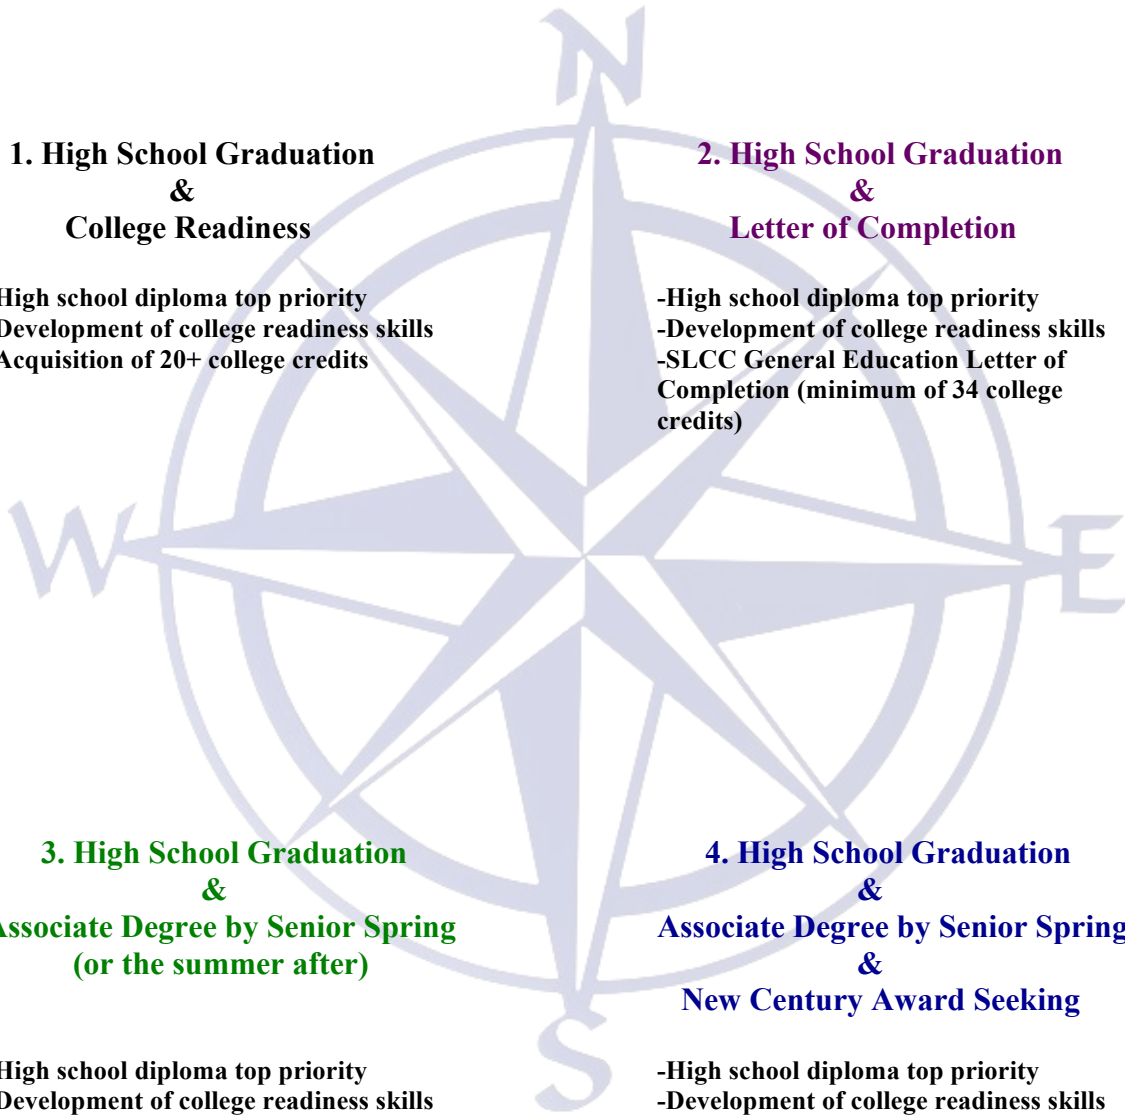 N
1. High School Graduation
&
College Readiness
High school diploma top priority
Development of college readiness skills
Acquisition of 20+ college credits
2. High School Graduation
&
Letter of Completion
-High school diploma top priority
-Development of college readiness skills
-SLCC General Education Letter of
Completion (minimum of 34 college
credits)
W
E
3. High School Graduation
&
Associate Degree by Senior Spring
(or the summer after)
High school diploma top priority
Development of college readiness skills
4. High School Graduation
&
Associate Degree by Senior Spring
&
New Century Award Seeking
-High school diploma top priority
-Development of college readiness skills
S